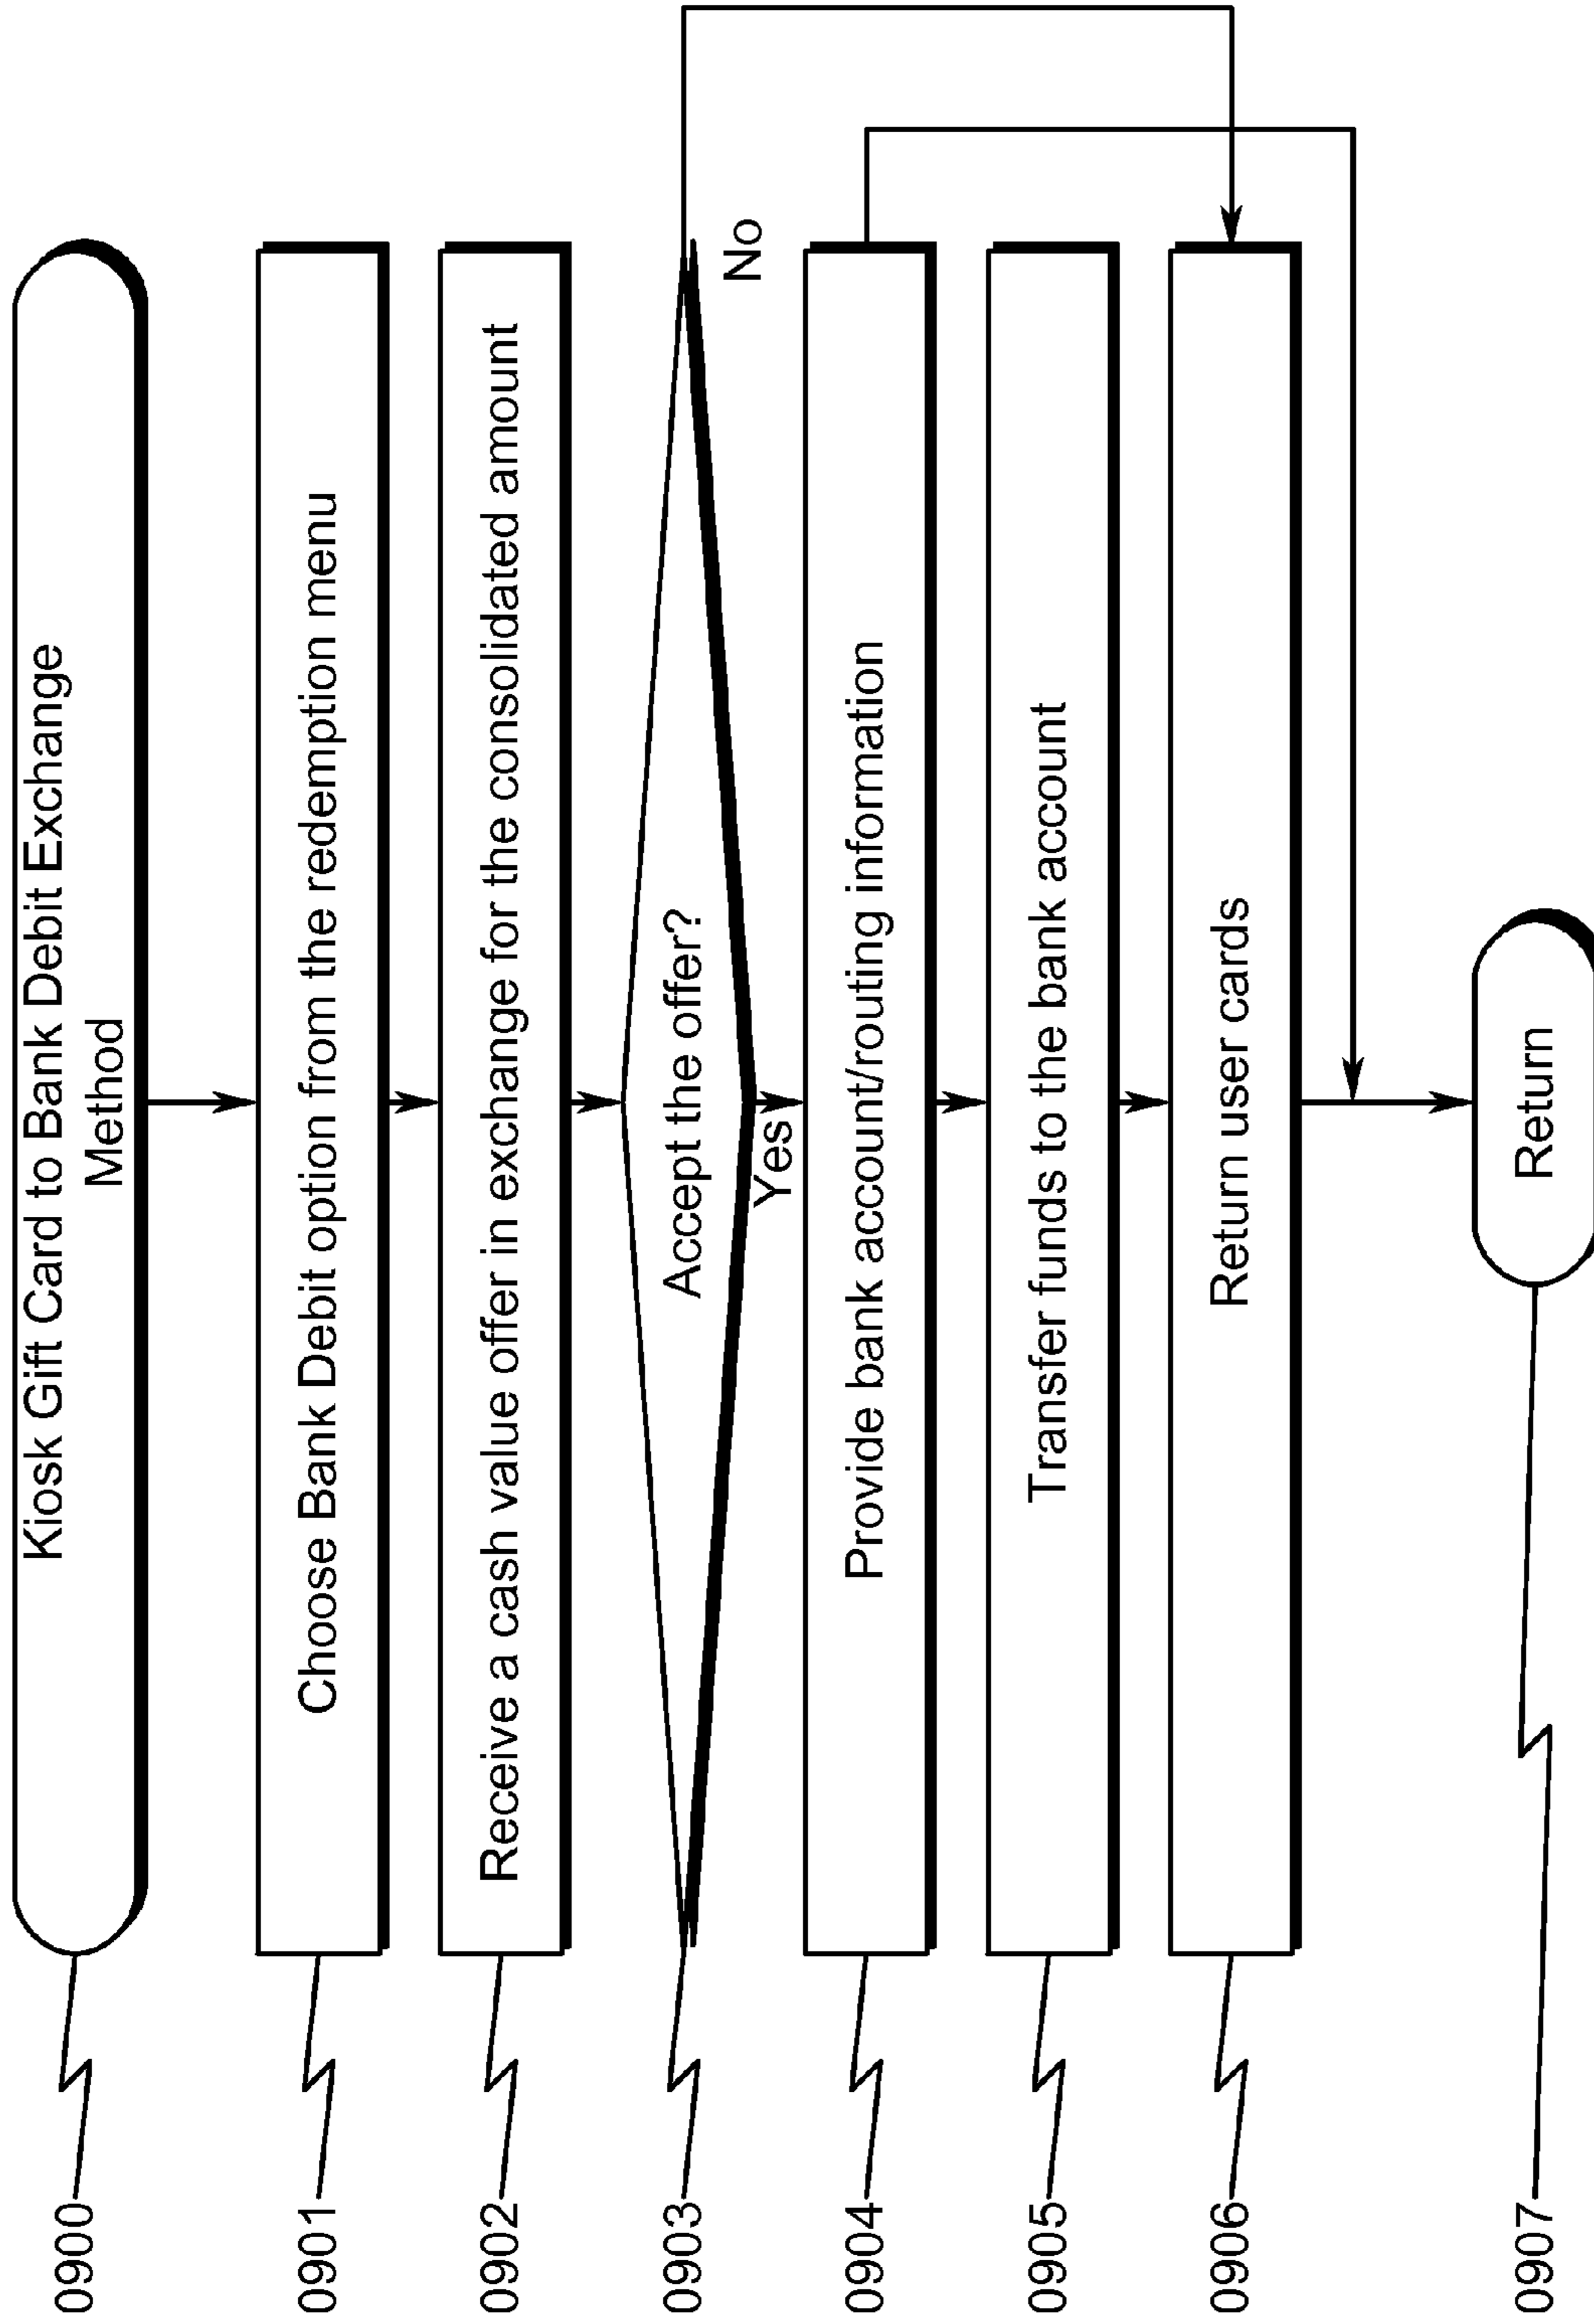 0900
Kiosk Gift Card to Bank Debit Exchange
Method
0901
Choose Bank Debit option from the redemption menu
0902
Receive a cash value offer in exchange for the consolidated amount
0903
Accept the offer?
No
Yes
0904
Provide bank account/routing information
0905
Transfer funds to the bank account
0906
Return user cards
0907
Return